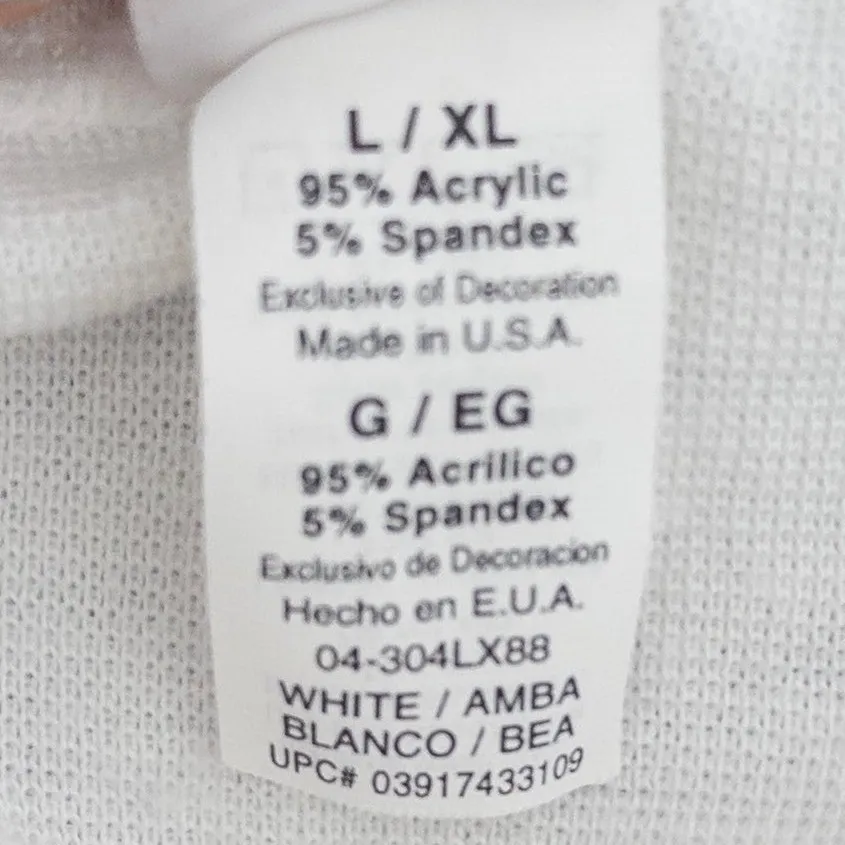 L / XL
95% Acrylic
5% Spandex
Exclusive of Decoration
Made in U.S.A.
G / EG
95% Acrilico
5% Spandex
Exclusivo de Decoracion
Hecho en E.U.A.
04-304LX88
WHITE / AMBA
BLANCO / BEA
UPC# 03917433109